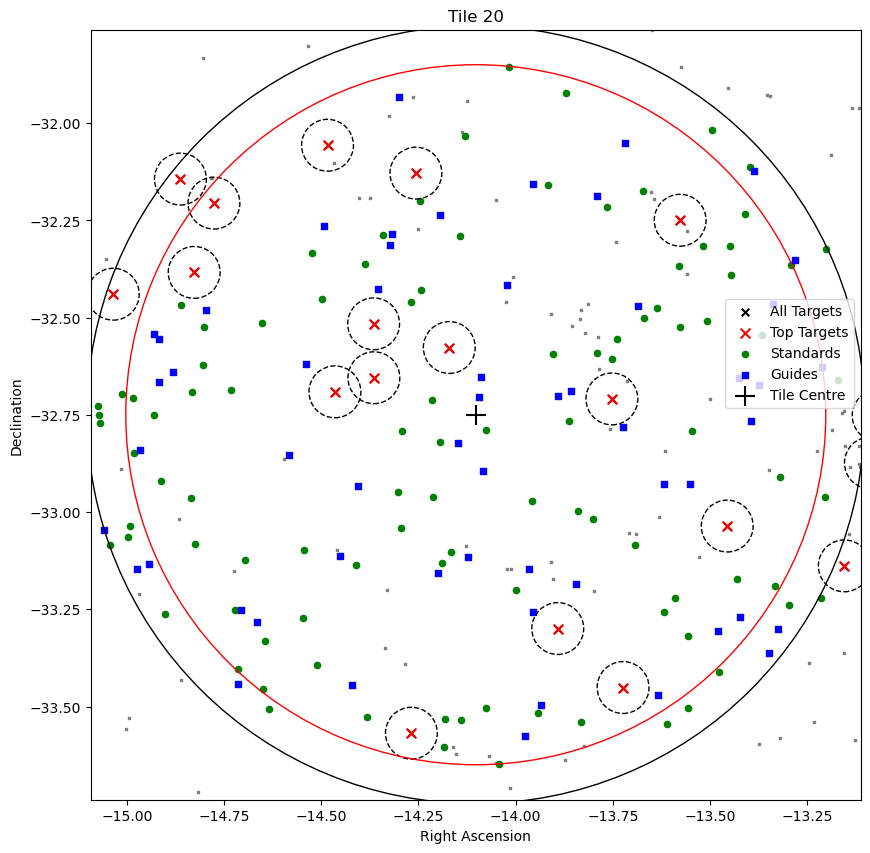 Tile 20
Declination
−32.00
−32.25
−32.50
−32.75
−33.00
−33.25
−33.50
All Targets
Top Targets
Standards
Guides
Tile Centre
−15.00 −14.75 −14.50 −14.25 −14.00 −13.75 −13.50 −13.25
Right Ascension